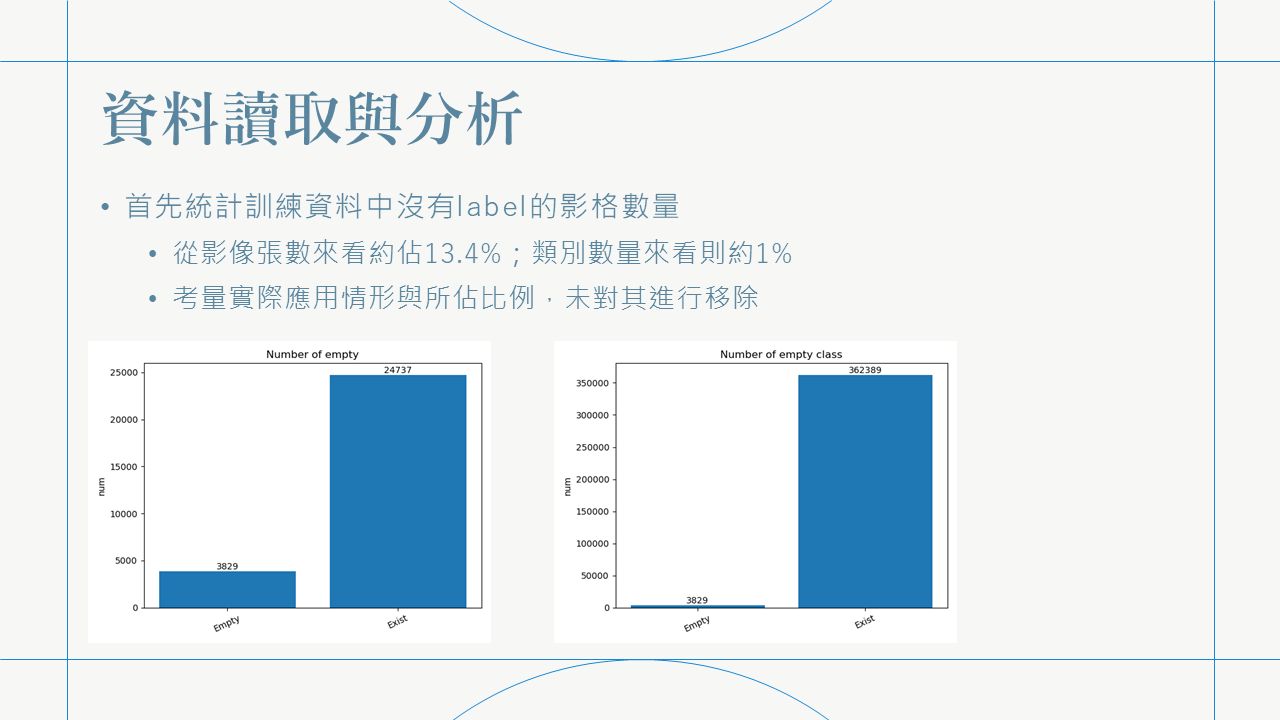 資料讀取與分析
• 首先統計訓練資料中沒有label的影格數量
• 從影像張數來看約佔13.4%；類別數量來看則約1%
• 考量實際應用情形與所佔比例，未對其進行移除
Number of empty
25000
20000
15000
10000
5000
0
num
24737
3829
Empty
Exist
Number of empty class
350000
300000
250000
200000
150000
100000
50000
0
num
362389
3829
Empty
Exist